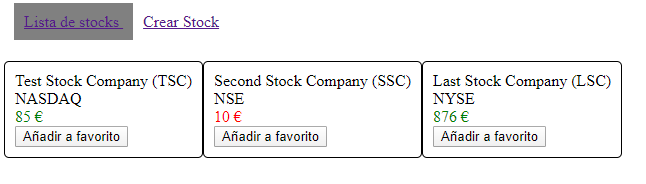 Lista de stocks Crear Stock
Test Stock Company (TSC)
NASDAQ
85 €
Añadir a favorito
Second Stock Company (SSC)
NSE
10 €
Añadir a favorito
Last Stock Company (LSC)
NYSE
876 €
Añadir a favorito